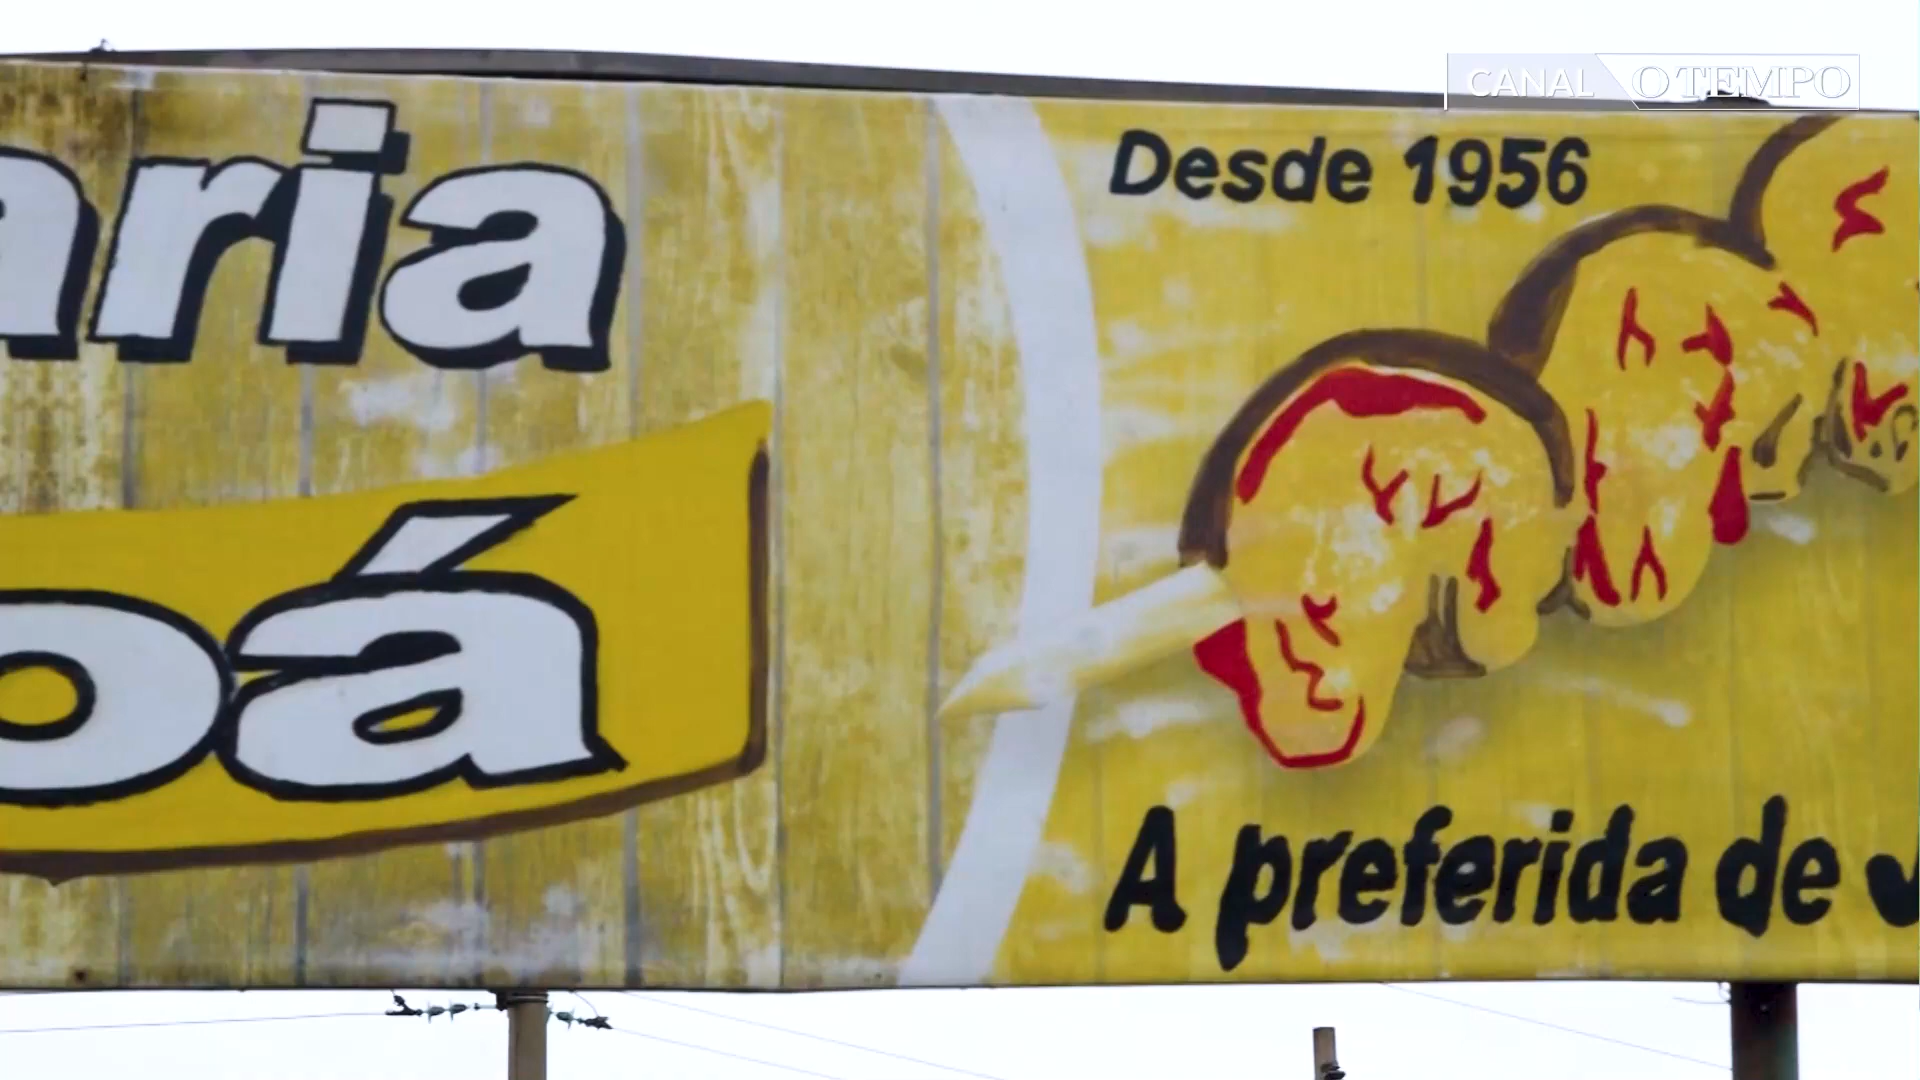 CANAL O TEMPO
aria
oá
Desde 1956
A preferida de